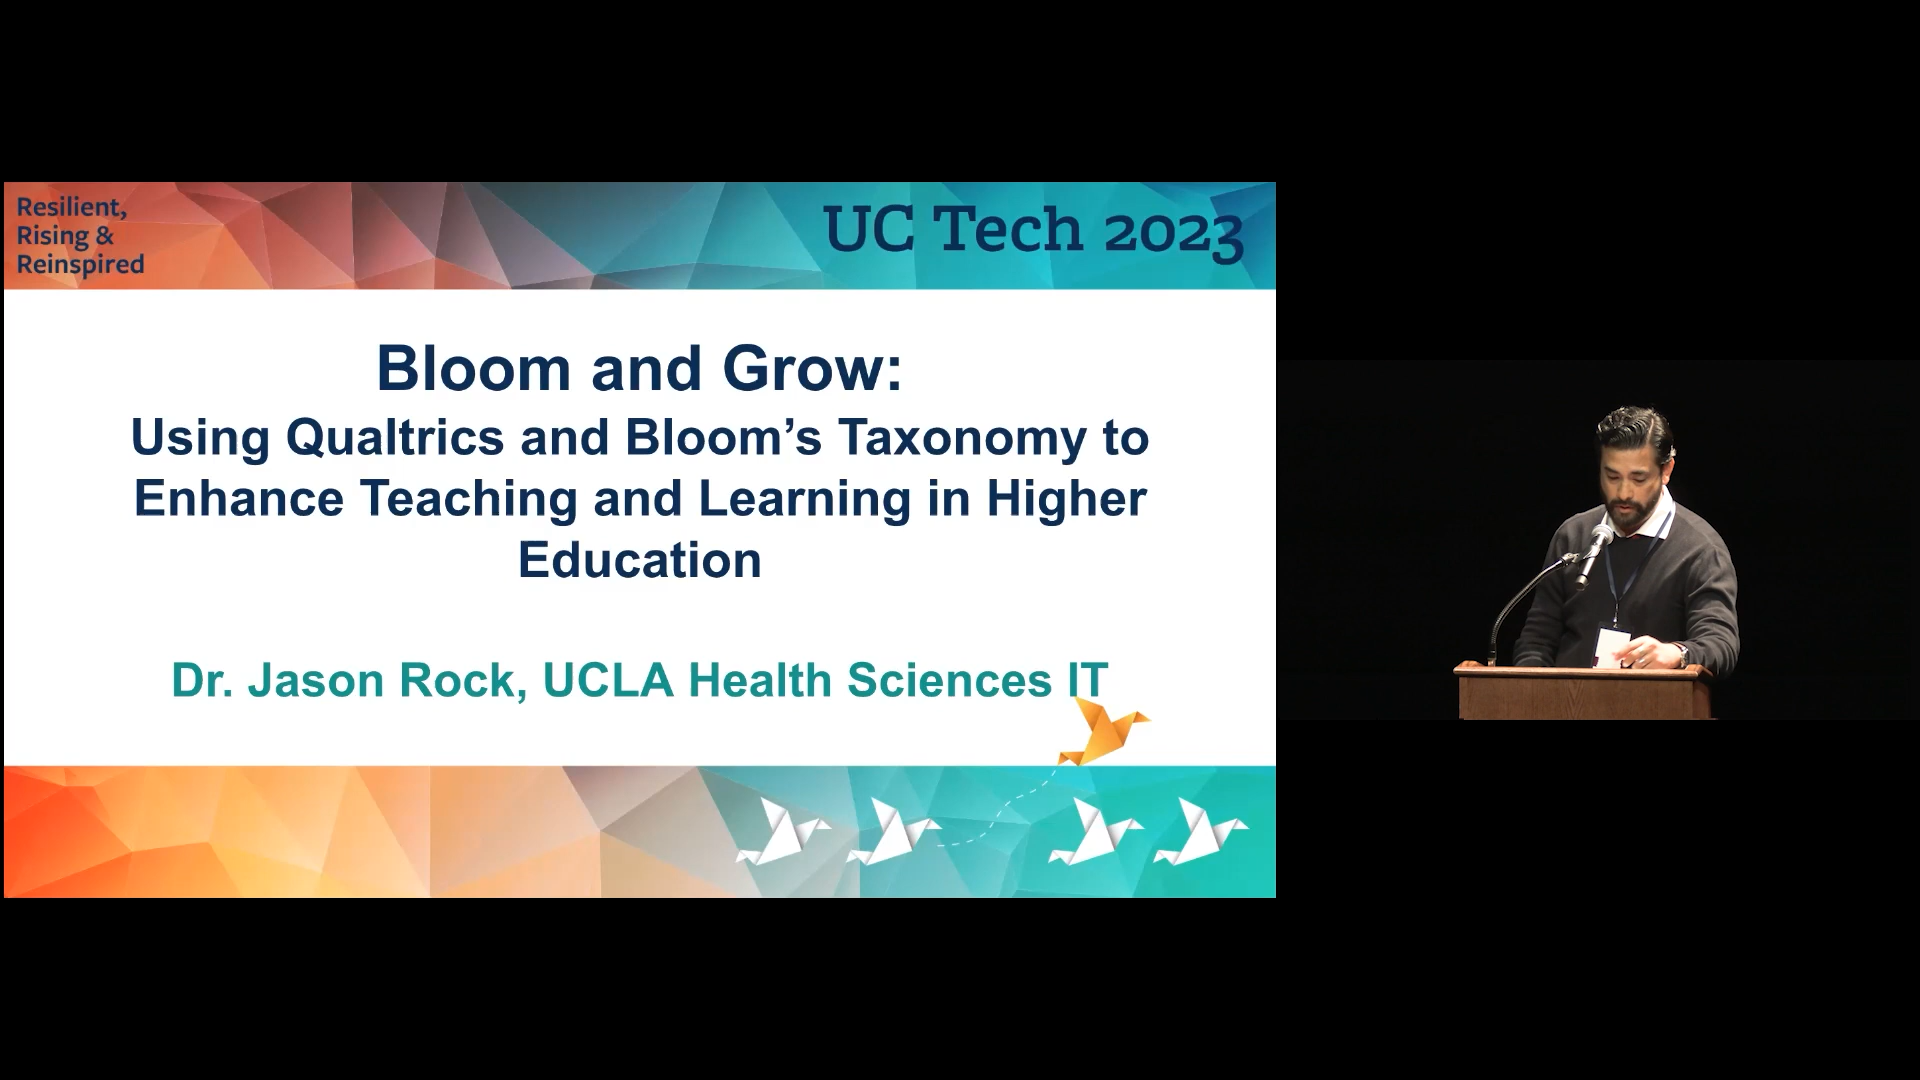 Resilient,
Rising &
Reinspired
UC Tech 2023
Bloom and Grow:
Using Qualtrics and Bloom’s Taxonomy to
Enhance Teaching and Learning in Higher
Education
Dr. Jason Rock, UCLA Health Sciences IT